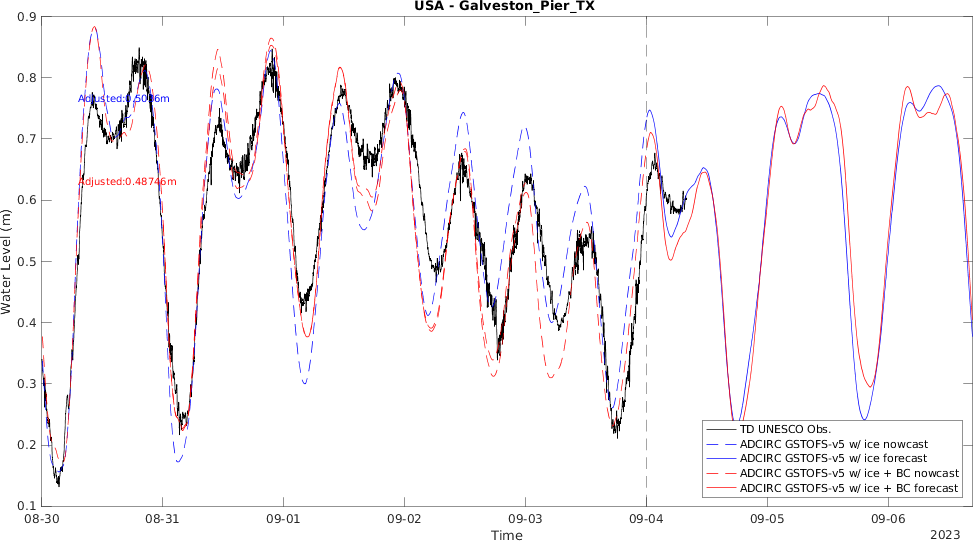 USA - Galveston_Pier_TX
0.9
0.8
0.7
0.6
0.5
0.4
0.3
0.2
0.1
Water Level (m)
Adjusted:0.48746m
08-30
08-31
09-01
09-02
09-03
09-04
09-05
09-06
Time
2023
TD UNESCO Obs.
ADCIRC GSTOFS-v5 w/ ice nowcast
ADCIRC GSTOFS-v5 w/ ice forecast
ADCIRC GSTOFS-v5 w/ ice + BC nowcast
ADCIRC GSTOFS-v5 w/ ice + BC forecast